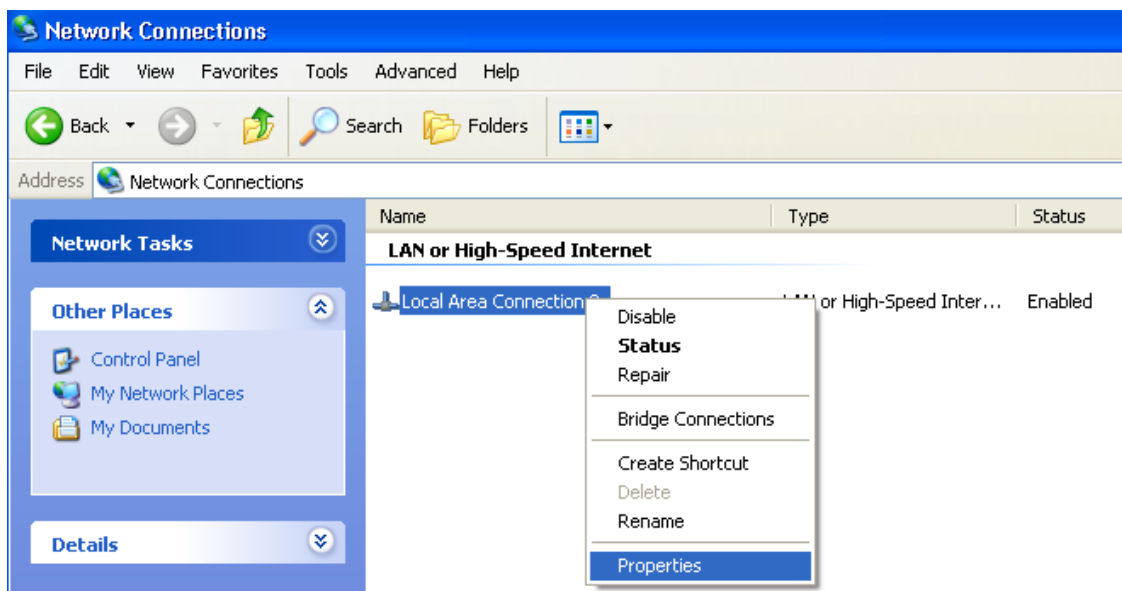 Network Connections
File Edit View Favorites Tools Advanced Help
Back Search Folders
Address Network Connections
Name Type Status
Network Tasks
LAN or High-Speed Internet
Other Places
Local Area Connection or High-Speed Inter... Enabled
Control Panel
My Network Places
My Documents
Details
Disable
Status
Repair
Bridge Connections
Create Shortcut
Delete
Rename
Properties